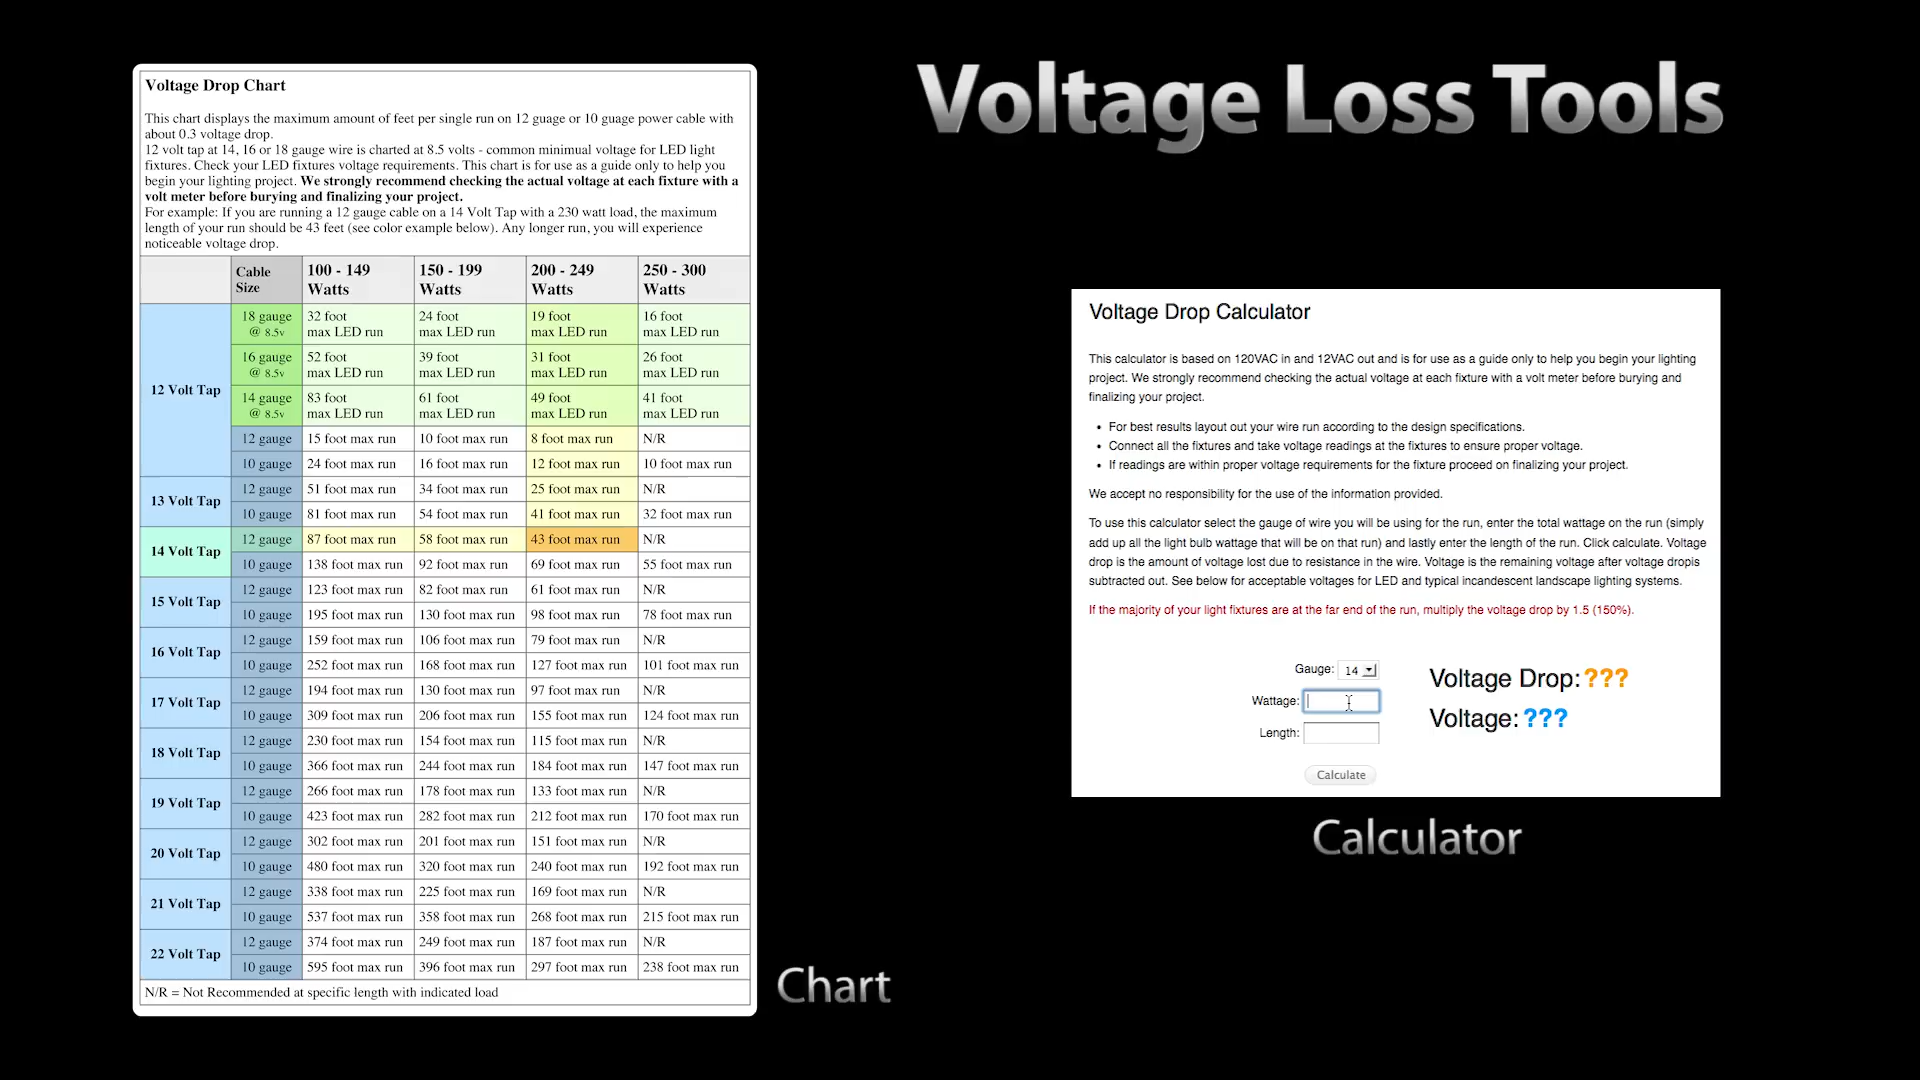 Voltage Loss Tools
Voltage Drop Chart
This chart displays the maximum amount of feet per single run on 12 guage or 10 guage power cable with
about 0.3 voltage drop.
12 volt tap at 14, 16 or 18 gauge wire is charted at 8.5 volts - common minimual voltage for LED light
fixtures. Check your LED fixtures voltage requirements. This chart is for use as a guide only to help you
begin your lighting project. We strongly recommend checking the actual voltage at each fixture with a
volt meter before burying and finalizing your project.
For example: If you are running a 12 gauge cable on a 14 Volt Tap with a 230 watt load, the maximum
length of your run should be 43 feet (see color example below). Any longer run, you will experience
noticeable voltage drop.
Cable Size 100 - 149 Watts 150 - 199 Watts 200 - 249 Watts 250 - 300 Watts
12 Volt Tap
18 gauge @ 8.5v 32 foot max LED run 24 foot max LED run 19 foot max LED run 16 foot max LED run
16 gauge @ 8.5v 52 foot max LED run 39 foot max LED run 31 foot max LED run 26 foot max LED run
14 gauge @ 8.5v 83 foot max LED run 61 foot max LED run 49 foot max LED run 41 foot max LED run
12 gauge 15 foot max run 10 foot max run 8 foot max run N/R
10 gauge 24 foot max run 16 foot max run 12 foot max run 10 foot max run
13 Volt Tap
12 gauge 51 foot max run 34 foot max run 25 foot max run N/R
10 gauge 81 foot max run 54 foot max run 41 foot max run 32 foot max run
14 Volt Tap
12 gauge 87 foot max run 58 foot max run 43 foot max run N/R
10 gauge 138 foot max run 92 foot max run 69 foot max run 55 foot max run
15 Volt Tap
12 gauge 123 foot max run 82 foot max run 61 foot max run N/R
10 gauge 195 foot max run 130 foot max run 98 foot max run 78 foot max run
16 Volt Tap
12 gauge 159 foot max run 106 foot max run 79 foot max run N/R
10 gauge 252 foot max run 168 foot max run 127 foot max run 101 foot max run
17 Volt Tap
12 gauge 194 foot max run 130 foot max run 97 foot max run N/R
10 gauge 309 foot max run 206 foot max run 155 foot max run 124 foot max run
18 Volt Tap
12 gauge 230 foot max run 154 foot max run 115 foot max run N/R
10 gauge 366 foot max run 244 foot max run 184 foot max run 147 foot max run
19 Volt Tap
12 gauge 266 foot max run 178 foot max run 133 foot max run N/R
10 gauge 423 foot max run 282 foot max run 212 foot max run 170 foot max run
20 Volt Tap
12 gauge 302 foot max run 201 foot max run 151 foot max run N/R
10 gauge 480 foot max run 320 foot max run 240 foot max run 192 foot max run
21 Volt Tap
12 gauge 338 foot max run 225 foot max run 169 foot max run N/R
10 gauge 537 foot max run 358 foot max run 268 foot max run 215 foot max run
22 Volt Tap
12 gauge 374 foot max run 249 foot max run 187 foot max run N/R
10 gauge 595 foot max run 396 foot max run 297 foot max run 238 foot max run
N/R = Not Recommended at specific length with indicated load
Chart
Voltage Drop Calculator
This calculator is based on 120VAC in and 12VAC out and is for use as a guide only to help you begin your lighting
project. We strongly recommend checking the actual voltage at each fixture with a volt meter before burying and
finalizing your project.
• For best results layout out your wire run according to the design specifications.
• Connect all the fixtures and take voltage readings at the fixtures to ensure proper voltage.
• If readings are within proper voltage requirements for the fixture proceed on finalizing your project.
We accept no responsibility for the use of the information provided.
To use this calculator select the gauge of wire you will be using for the run, enter the total wattage on the run (simply
add up all the light bulb wattage that will be on that run) and lastly enter the length of the run. Click calculate. Voltage
drop is the amount of voltage lost due to resistance in the wire. Voltage is the remaining voltage after voltage dropis
subtracted out. See below for acceptable voltages for LED and typical incandescent landscape lighting systems.
If the majority of your light fixtures are at the far end of the run, multiply the voltage drop by 1.5 (150%).
Gauge: 14
Wattage:
Length:
Calculate
Voltage Drop: ???
Voltage: ???
Calculator